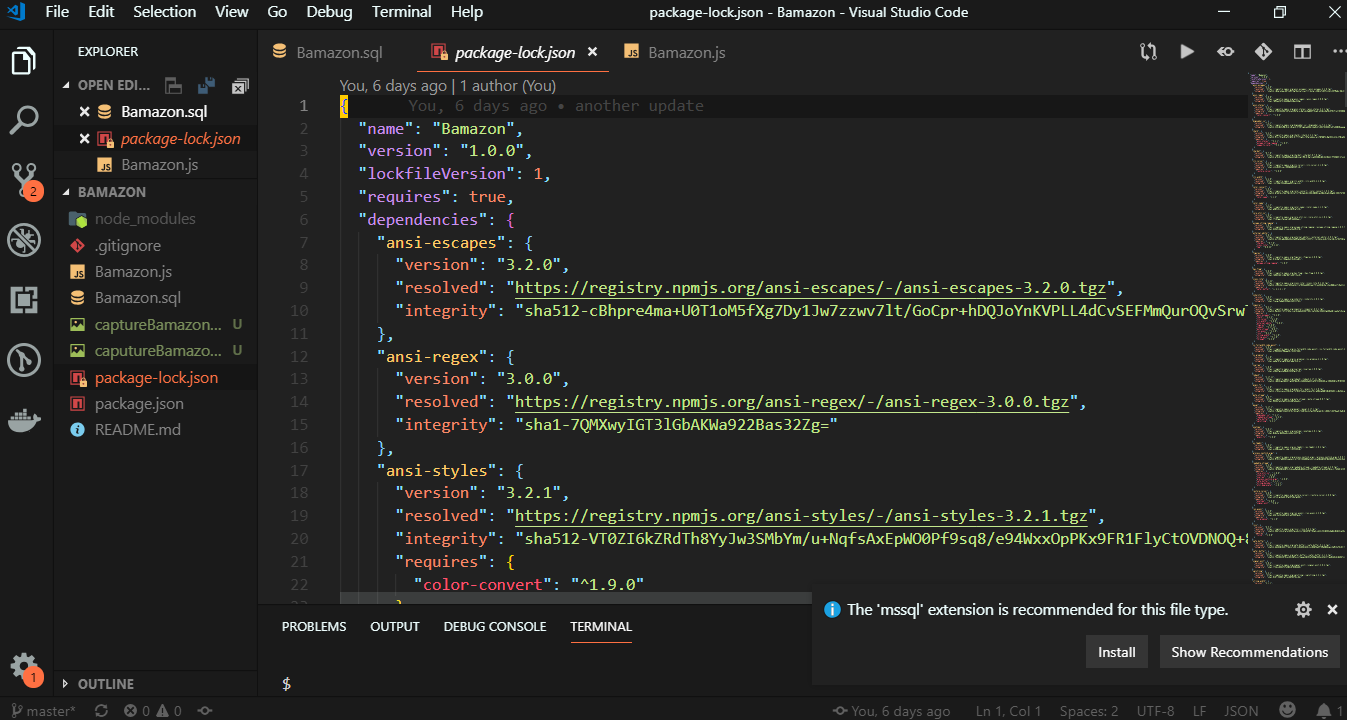 File Edit Selection View Go Debug Terminal Help
package-lock.json - Bamazon - Visual Studio Code
EXPLORER
OPEN EDI...
Bamazon.sql
package-lock.json
Bamazon.js
BAMAZON
node_modules
.gitignore
Bamazon.js
Bamazon.sql
captureBamazon... U
caputureBamazo... U
package-lock.json
package.json
README.md
OUTLINE
2
1
Bamazon.sql package-lock.json Bamazon.js
You, 6 days ago | 1 author (You)
1 { You, 6 days ago • another update
2 "name": "Bamazon",
3 "version": "1.0.0",
4 "lockfileVersion": 1,
5 "requires": true,
6 "dependencies": {
7 "ansi-escapes": {
8 "version": "3.2.0",
9 "resolved": "https://registry.npmjs.org/ansi-escapes/-/ansi-escapes-3.2.0.tgz",
10 "integrity": "sha512-cBhpre4ma+U0T1oM5fXg7Dy1Jw7zzwv7lt/GoCpr+hDQJoYnKVPLL4dCvSEFMmQurOQvSrw
11 },
12 "ansi-regex": {
13 "version": "3.0.0",
14 "resolved": "https://registry.npmjs.org/ansi-regex/-/ansi-regex-3.0.0.tgz",
15 "integrity": "sha1-7QMXwyIGT3lGbAKWa922Bas32Zg="
16 },
17 "ansi-styles": {
18 "version": "3.2.1",
19 "resolved": "https://registry.npmjs.org/ansi-styles/-/ansi-styles-3.2.1.tgz",
20 "integrity": "sha512-VT0ZI6kZRdTh8YyJw3SMbYm/u+NqfsAxEpWO0Pf9sq8/e94WxxOpPKx9FR1FlyCtOVDNOQ+
21 "requires": {
22 "color-convert": "^1.9.0"
PROBLEMS OUTPUT DEBUG CONSOLE TERMINAL
$
The 'mssql' extension is recommended for this file type.
Install Show Recommendations
master* 0 0 You, 6 days ago Ln 1, Col 1 Spaces: 2 UTF-8 LF JSON 1